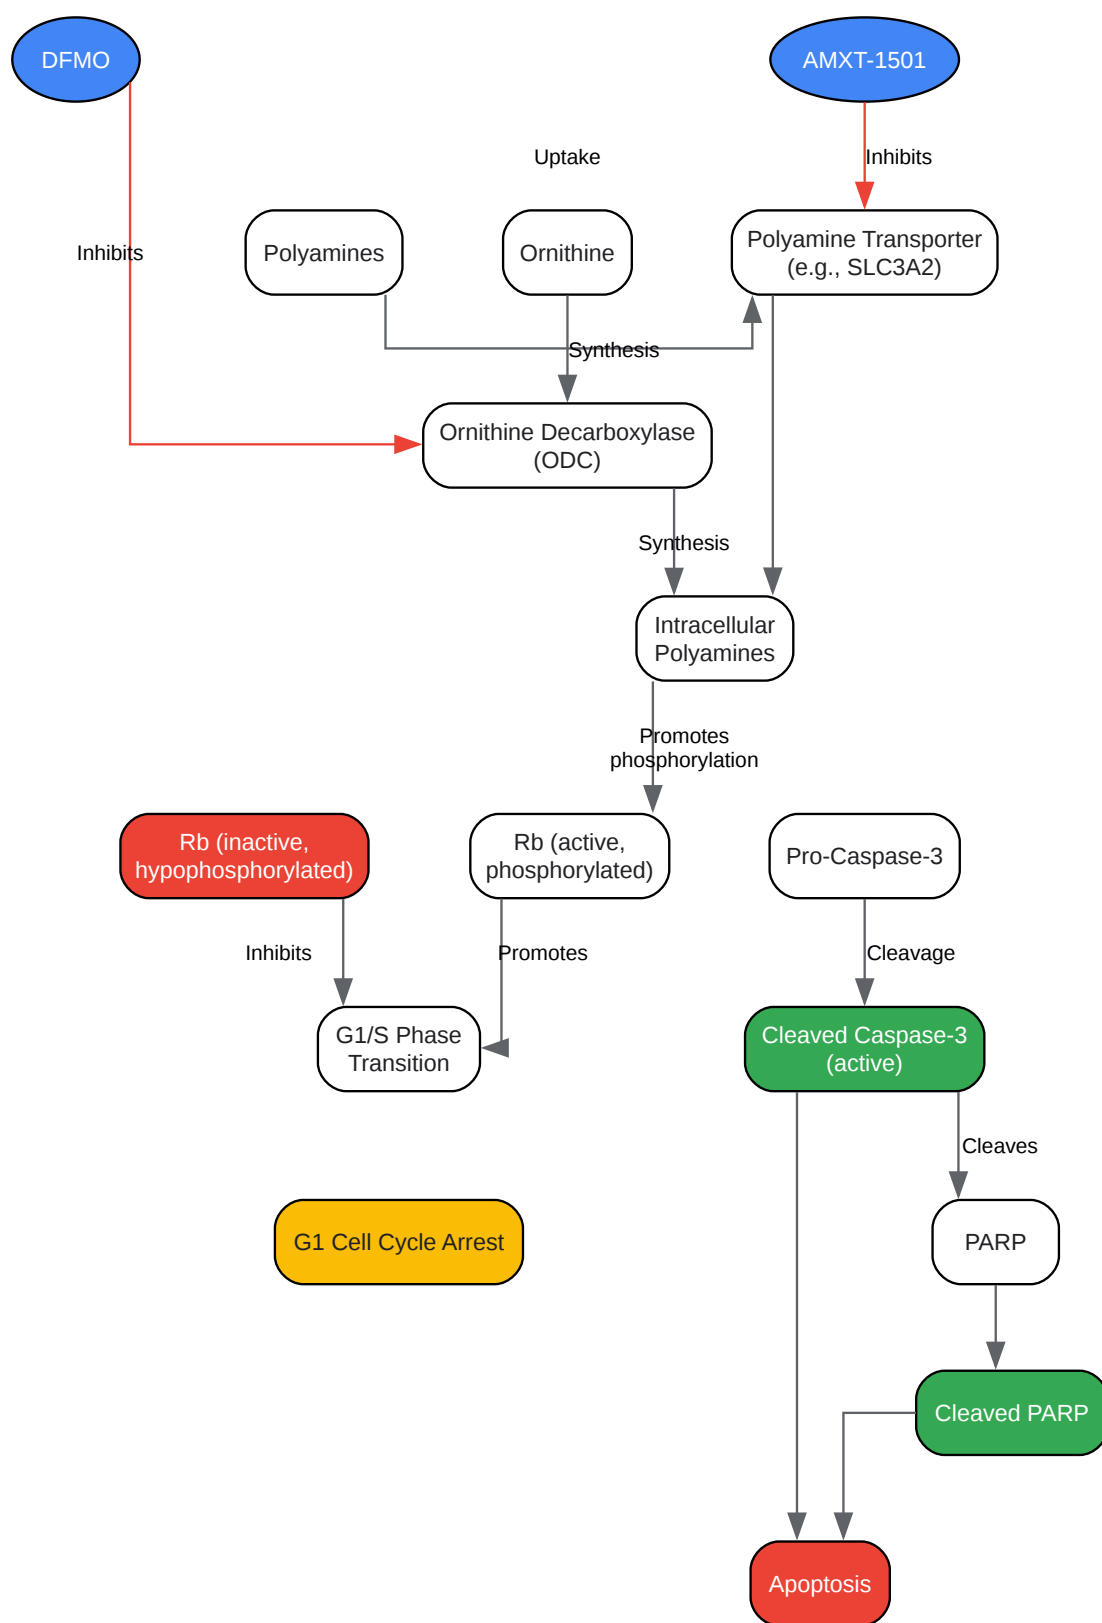 DFMO
AMXT-1501
Uptake
Inhibits
Inhibits
Polyamines
Ornithine
Polyamine Transporter
(e.g., SLC3A2)
Synthesis
Ornithine Decarboxylase
(ODC)
Synthesis
Intracellular
Polyamines
Promotes
phosphorylation
Rb (inactive,
hypophosphorylated)
Rb (active,
phosphorylated)
Pro-Caspase-3
Inhibits
Promotes
Cleavage
G1/S Phase
Transition
Cleaved Caspase-3
(active)
Cleaves
G1 Cell Cycle Arrest
PARP
Cleaved PARP
Apoptosis